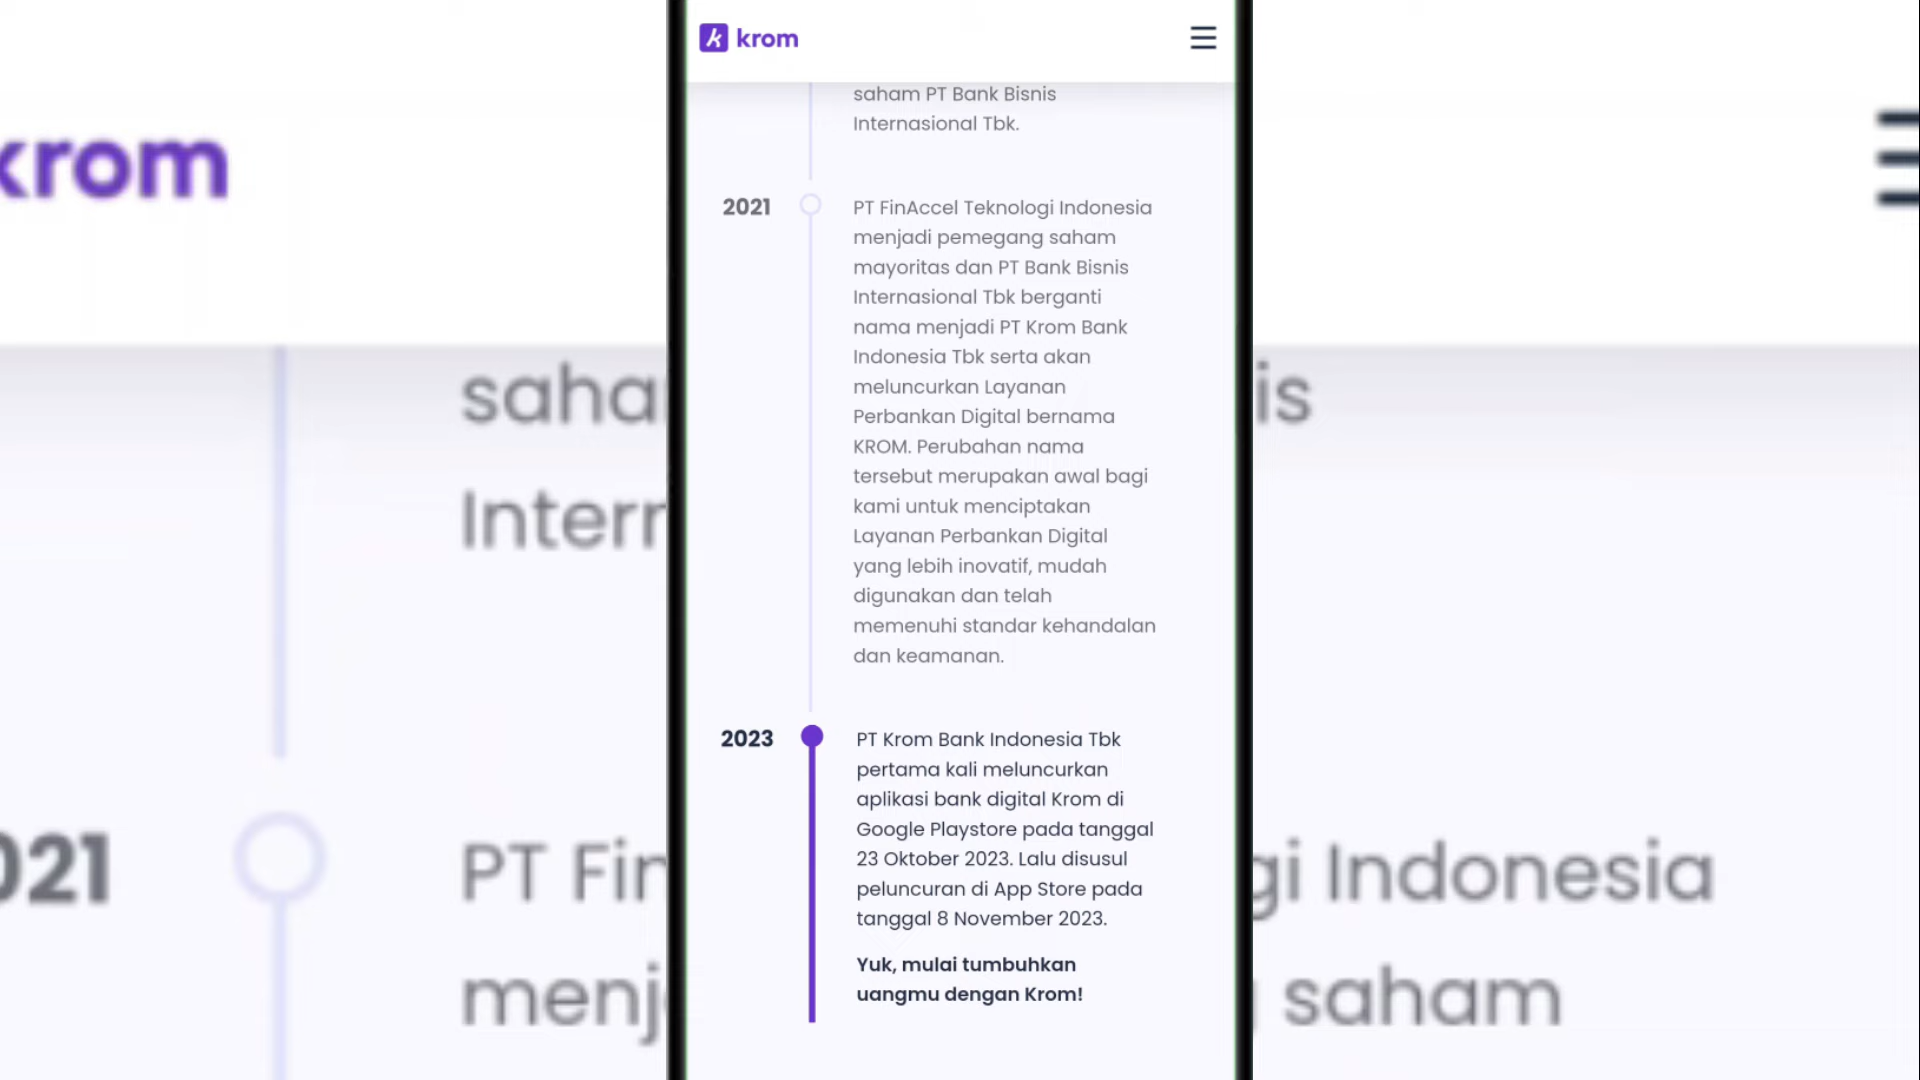 krom
saham PT Bank Bisnis
Internasional Tbk.
2021
PT FinAccel Teknologi Indonesia
menjadi pemegang saham
mayoritas dan PT Bank Bisnis
Internasional Tbk berganti
nama menjadi PT Krom Bank
Indonesia Tbk serta akan
meluncurkan Layanan
Perbankan Digital bernama
KROM. Perubahan nama
tersebut merupakan awal bagi
kami untuk menciptakan
Layanan Perbankan Digital
yang lebih inovatif, mudah
digunakan dan telah
memenuhi standar kehandalan
dan keamanan.
2023
PT Krom Bank Indonesia Tbk
pertama kali meluncurkan
aplikasi bank digital Krom di
Google Playstore pada tanggal
23 Oktober 2023. Lalu disusul
peluncuran di App Store pada
tanggal 8 November 2023.
Yuk, mulai tumbuhkan
uangmu dengan Krom!